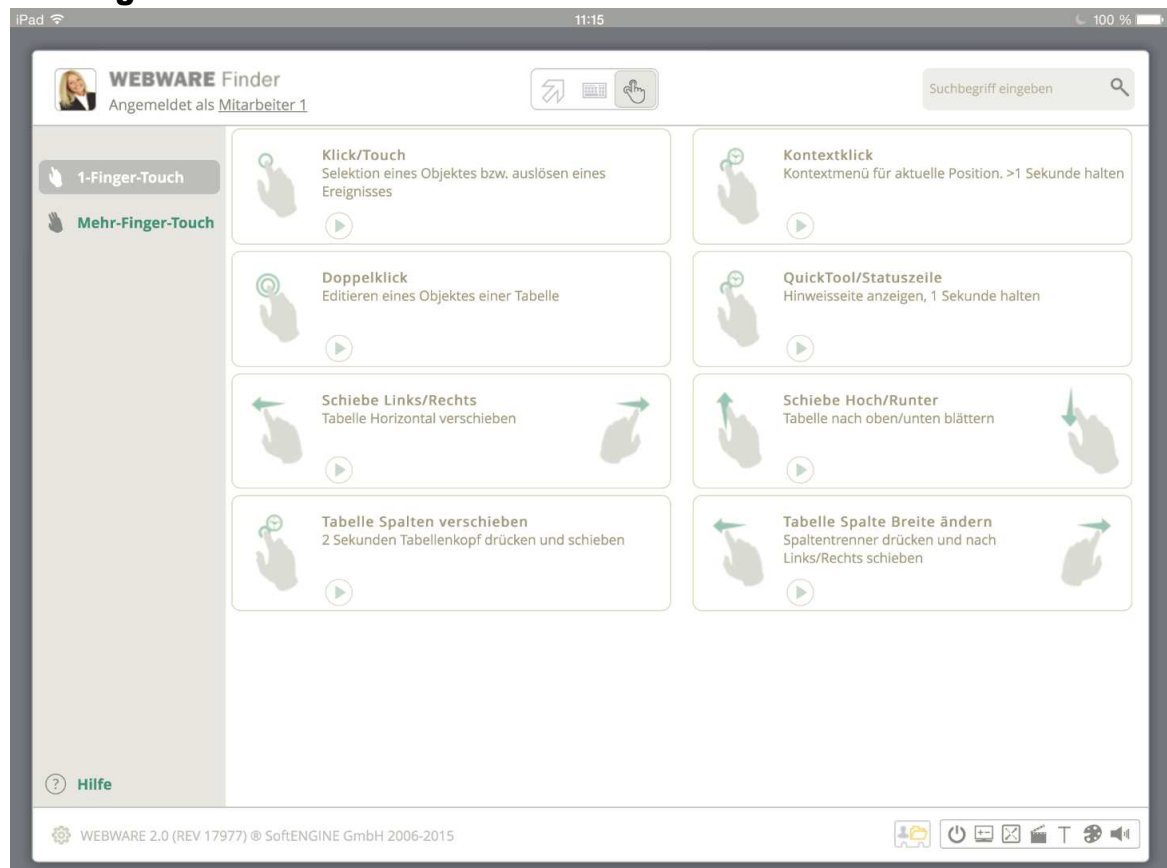 iPad
11:15
100 %
WEBWARE Finder
Angemeldet als Mitarbeiter 1
Suchbegriff eingeben
1-Finger-Touch
Mehr-Finger-Touch
Klick/Touch
Selektion eines Objektes bzw. auslösen eines
Ereignisses
Kontextklick
Kontextmenü für aktuelle Position. >1 Sekunde halten
Doppelklick
Editieren eines Objektes einer Tabelle
QuickTool/Statuszeile
Hinweisseite anzeigen, 1 Sekunde halten
Schiebe Links/Rechts
Tabelle Horizontal verschieben
Schiebe Hoch/Runter
Tabelle nach oben/unten blättern
Tabelle Spalten verschieben
2 Sekunden Tabellenkopf drücken und schieben
Tabelle Spalte Breite ändern
Spaltentrenner drücken und nach
Links/Rechts schieben
? Hilfe
WEBWARE 2.0 (REV 17977) ® SoftENGINE GmbH 2006-2015
T